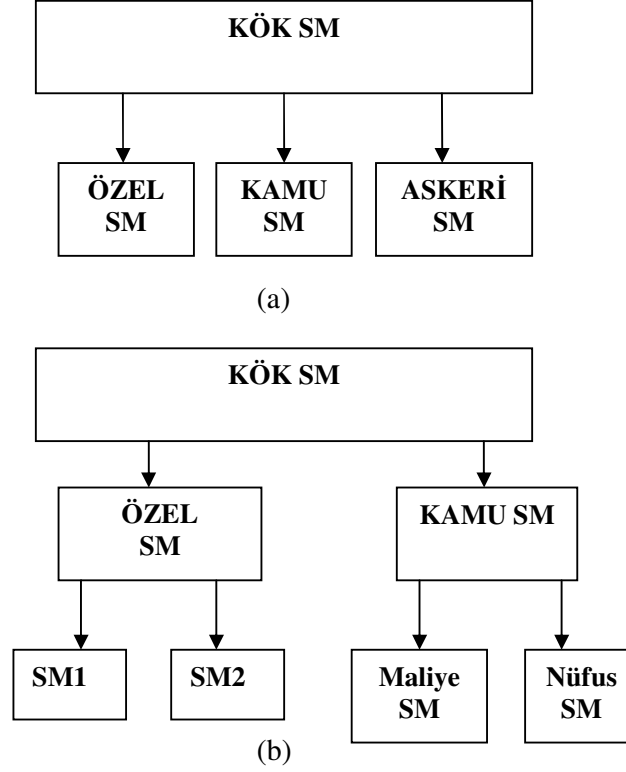 KÖK SM
ÖZEL
SM
KAMU
SM
ASKERİ
SM
(a)
KÖK SM
ÖZEL
SM
KAMU SM
SM1
SM2
Maliye
SM
Nüfus
SM
(b)